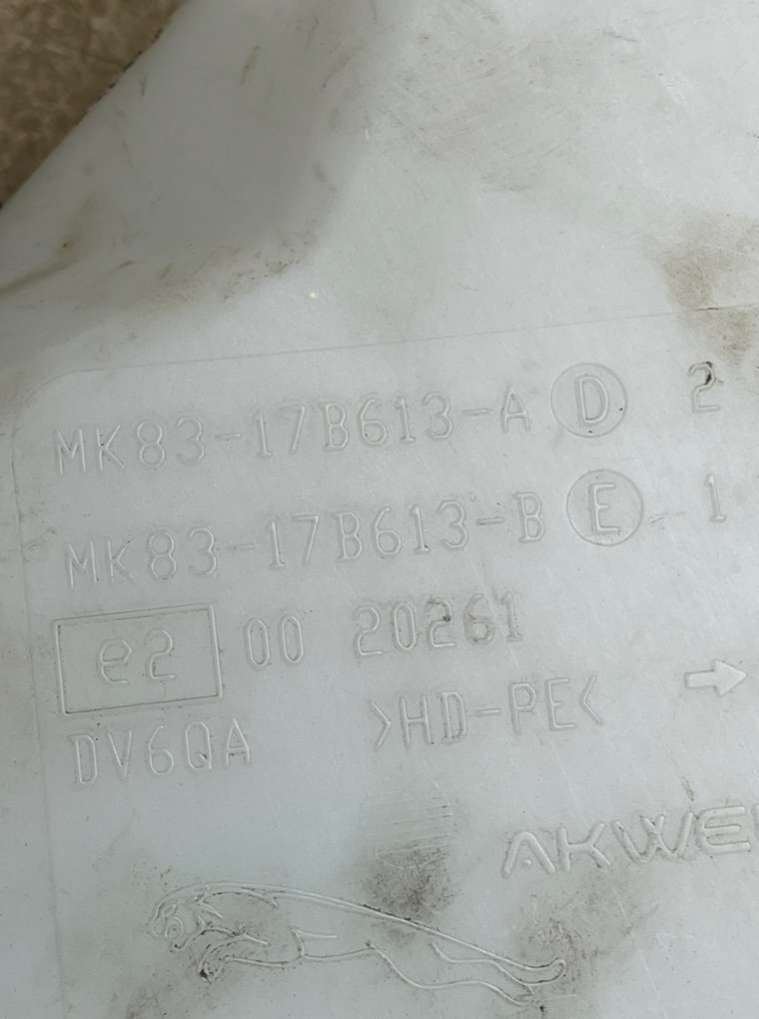 MK83-17B613-A D 2
MK83-17B613-B E 1
e2 00 20261
DV6QA >HD-PE<